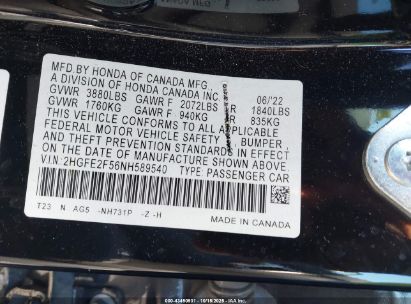 MFD BY HONDA OF CANADA MFG.,
A DIVISION OF HONDA CANADA INC. 06/'22
GVWR 3880LBS GAWR F 2072LBS R 1840LBS
GVWR 1760KG GAWR F 940KG R 835KG
THIS VEHICLE CONFORMS TO ALL APPLICABLE
FEDERAL MOTOR VEHICLE SAFETY, BUMPER,
AND THEFT PREVENTION STANDARDS IN
EFFECT ON THE DATE OF MANUFACTURE SHOWN ABOVE.
V.I.N: 2HGFE2F56NH589540 TYPE: PASSENGER CAR
T23 N AG5 -NH731P -Z -H
MADE IN CANADA